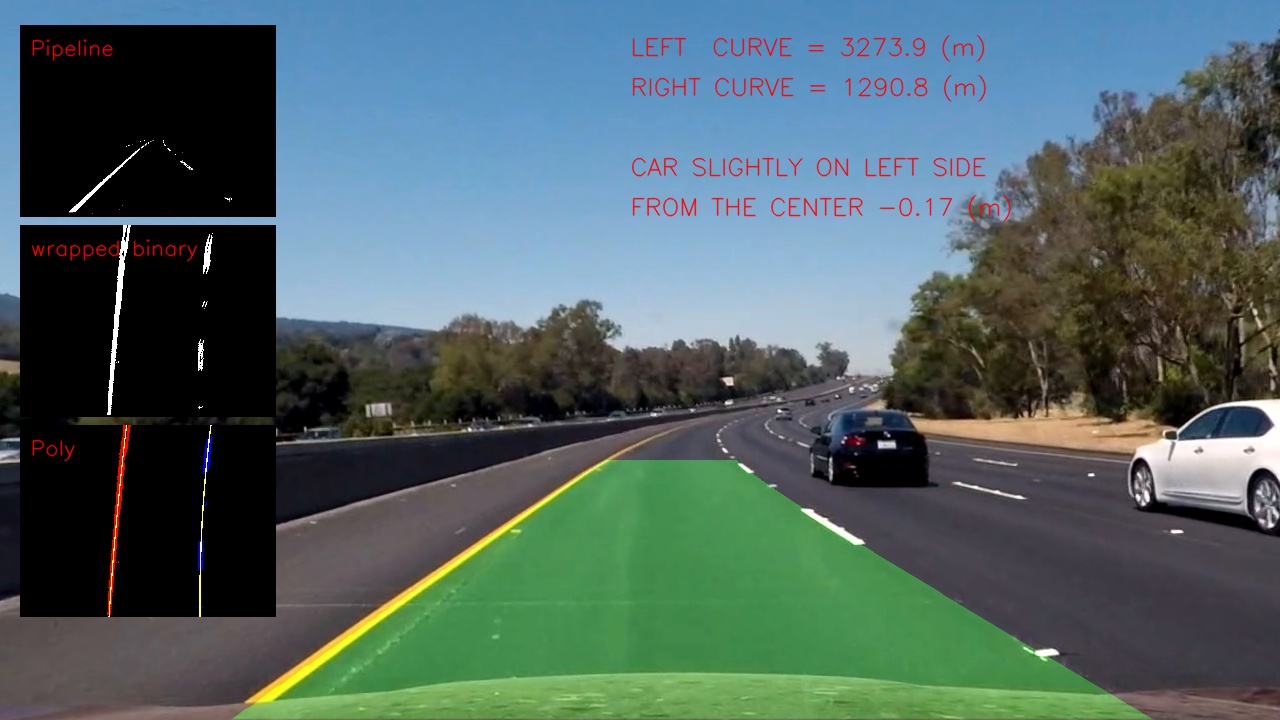 Pipeline
wrapped binary
Poly
LEFT CURVE = 3273.9 (m)
RIGHT CURVE = 1290.8 (m)
CAR SLIGHTLY ON LEFT SIDE
FROM THE CENTER -0.17 (m)